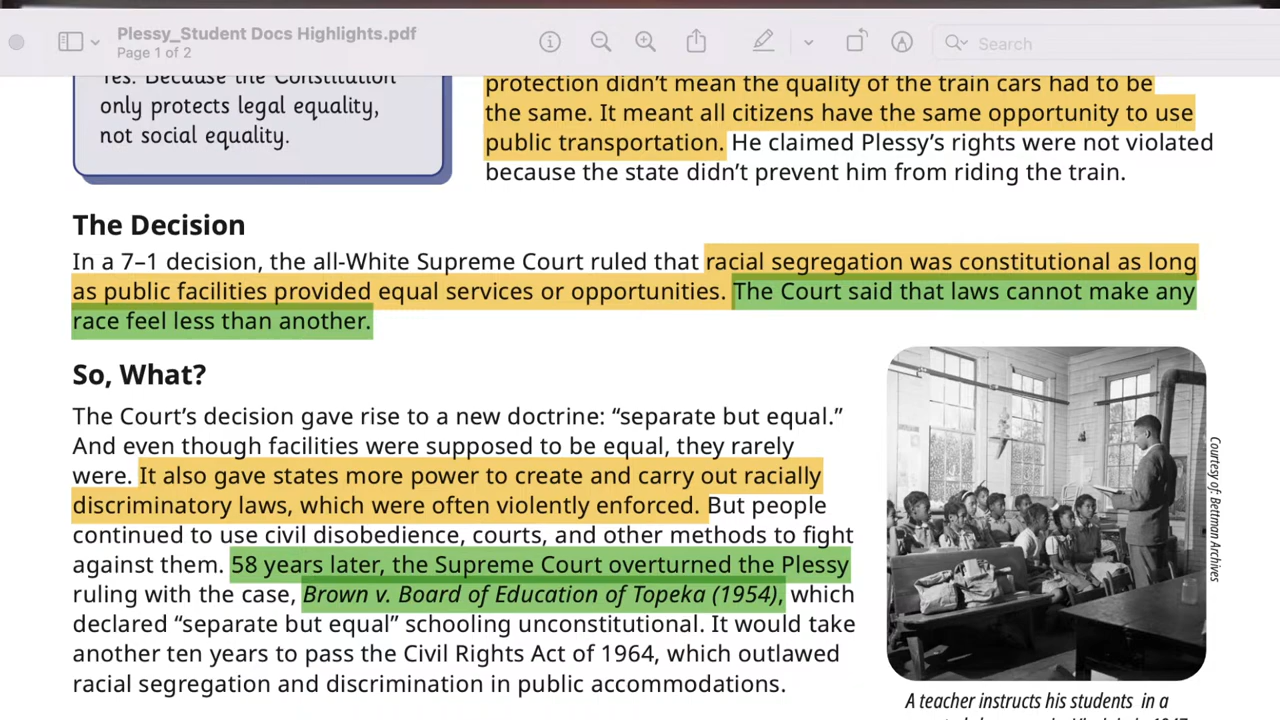 Plessy_Student Docs Highlights.pdf
Page 1 of 2
Search
Yes. Because the Constitution
only protects legal equality,
not social equality.
protection didn’t mean the quality of the train cars had to be
the same. It meant all citizens have the same opportunity to use
public transportation. He claimed Plessy’s rights were not violated
because the state didn’t prevent him from riding the train.
The Decision
In a 7–1 decision, the all-White Supreme Court ruled that racial segregation was constitutional as long
as public facilities provided equal services or opportunities. The Court said that laws cannot make any
race feel less than another.
So, What?
The Court’s decision gave rise to a new doctrine: “separate but equal.”
And even though facilities were supposed to be equal, they rarely
were. It also gave states more power to create and carry out racially
discriminatory laws, which were often violently enforced. But people
continued to use civil disobedience, courts, and other methods to fight
against them. 58 years later, the Supreme Court overturned the Plessy
ruling with the case, Brown v. Board of Education of Topeka (1954), which
declared “separate but equal” schooling unconstitutional. It would take
another ten years to pass the Civil Rights Act of 1964, which outlawed
racial segregation and discrimination in public accommodations.
Courtesy of: Bettman Archives
A teacher instructs his students in a